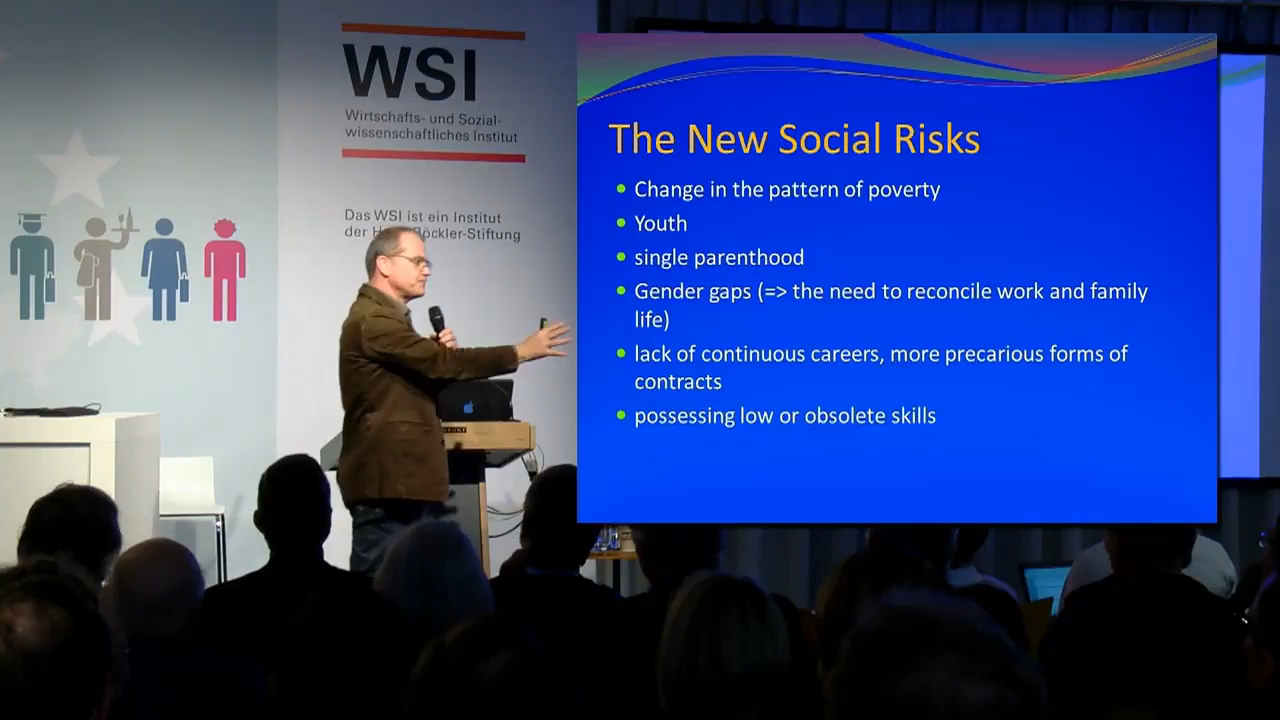 WSI
Wirtschafts- und Sozial-
wissenschaftliches Institut
Das WSI ist ein Institut
der Böckler-Stiftung
The New Social Risks
• Change in the pattern of poverty
• Youth
• single parenthood
• Gender gaps (=> the need to reconcile work and family
life)
• lack of continuous careers, more precarious forms of
contracts
• possessing low or obsolete skills